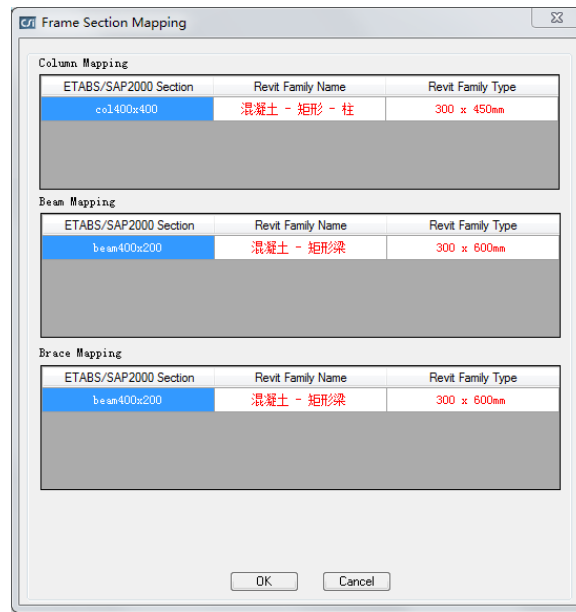 CSI Frame Section Mapping
Column Mapping
ETABS/SAP2000 Section Revit Family Name Revit Family Type
col400x400 混凝土 - 矩形 - 柱 300 x 450mm
Beam Mapping
ETABS/SAP2000 Section Revit Family Name Revit Family Type
beam400x200 混凝土 - 矩形梁 300 x 600mm
Brace Mapping
ETABS/SAP2000 Section Revit Family Name Revit Family Type
beam400x200 混凝土 - 矩形梁 300 x 600mm
OK Cancel